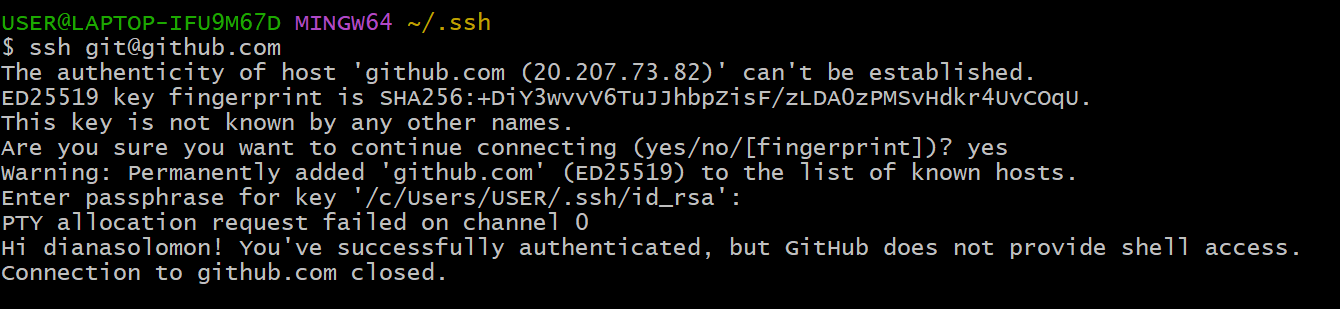 USER@LAPTOP-IFU9M67D MINGW64 ~/.ssh
$ ssh git@github.com
The authenticity of host 'github.com (20.207.73.82)' can't be established.
ED25519 key fingerprint is SHA256:+DiY3wvvV6TuJJhbpZisF/zLDA0zPMSvHdkr4UvCOqU.
This key is not known by any other names.
Are you sure you want to continue connecting (yes/no/[fingerprint])? yes
Warning: Permanently added 'github.com' (ED25519) to the list of known hosts.
Enter passphrase for key '/c/Users/USER/.ssh/id_rsa':
PTY allocation request failed on channel 0
Hi dianasolomon! You've successfully authenticated, but GitHub does not provide shell access.
Connection to github.com closed.